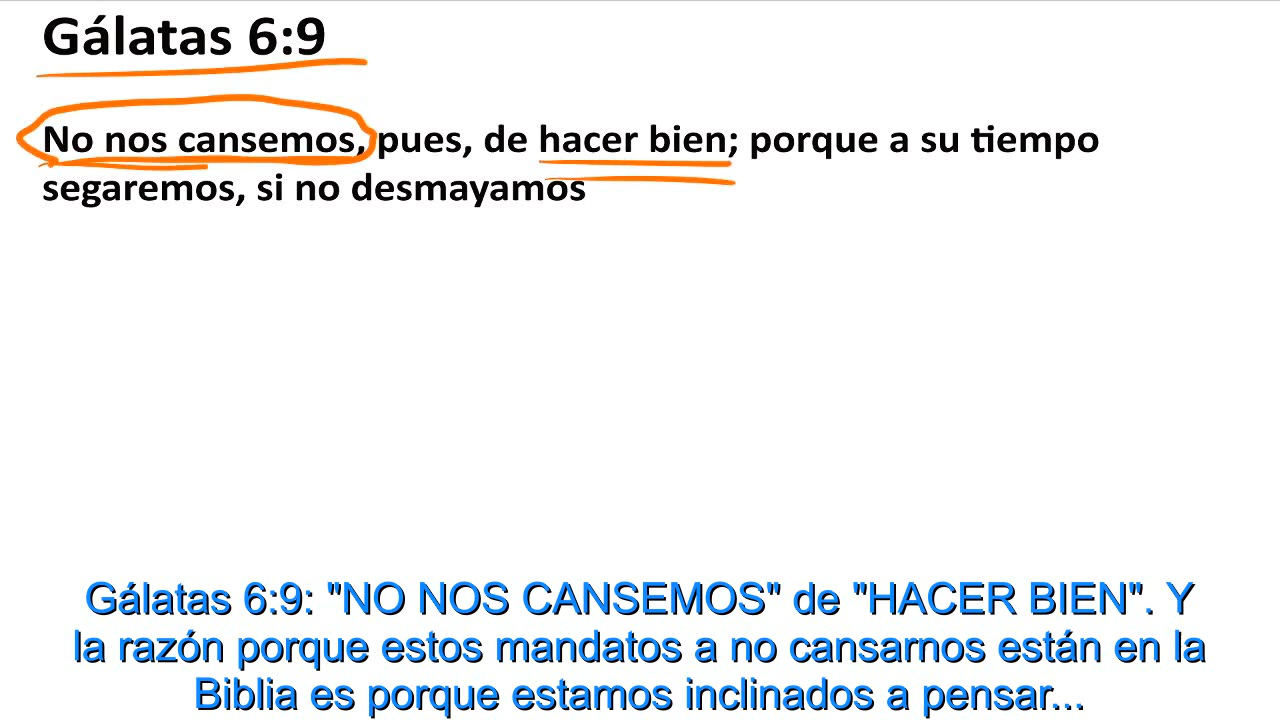 Gálatas 6:9
No nos cansemos, pues, de hacer bien; porque a su tiempo
segaremos, si no desmayamos
Gálatas 6:9: "NO NOS CANSEMOS" de "HACER BIEN". Y
la razón porque estos mandatos a no cansarnos están en la
Biblia es porque estamos inclinados a pensar...